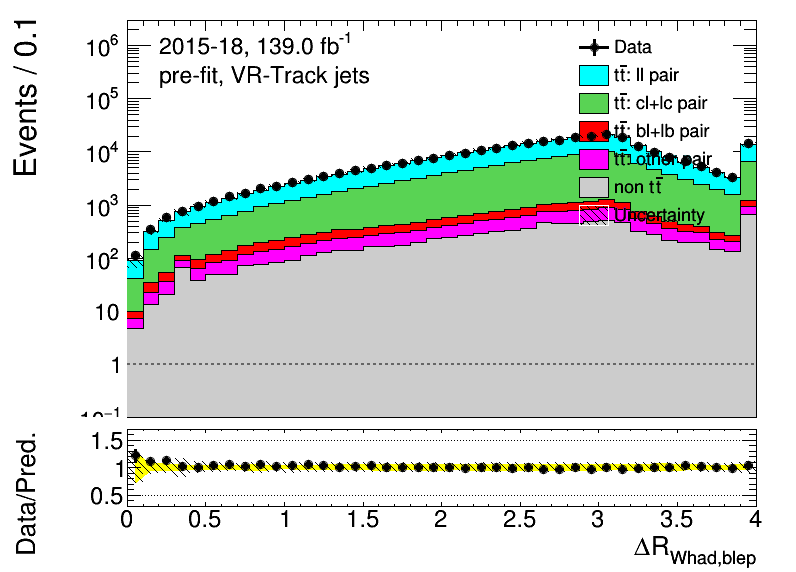 Events / 0.1
10⁶
10⁵
10⁴
10³
10²
10
1
10⁻¹
2015-18, 139.0 fb⁻¹
pre-fit, VR-Track jets
Data
tt̄: ll pair
tt̄: cl+lc pair
tt̄: bl+lb pair
tt̄: other pair
non tt̄
Uncertainty
Data/Pred.
1.5
1
0.5
0 0.5 1 1.5 2 2.5 3 3.5 4
ΔR_Whad,blep